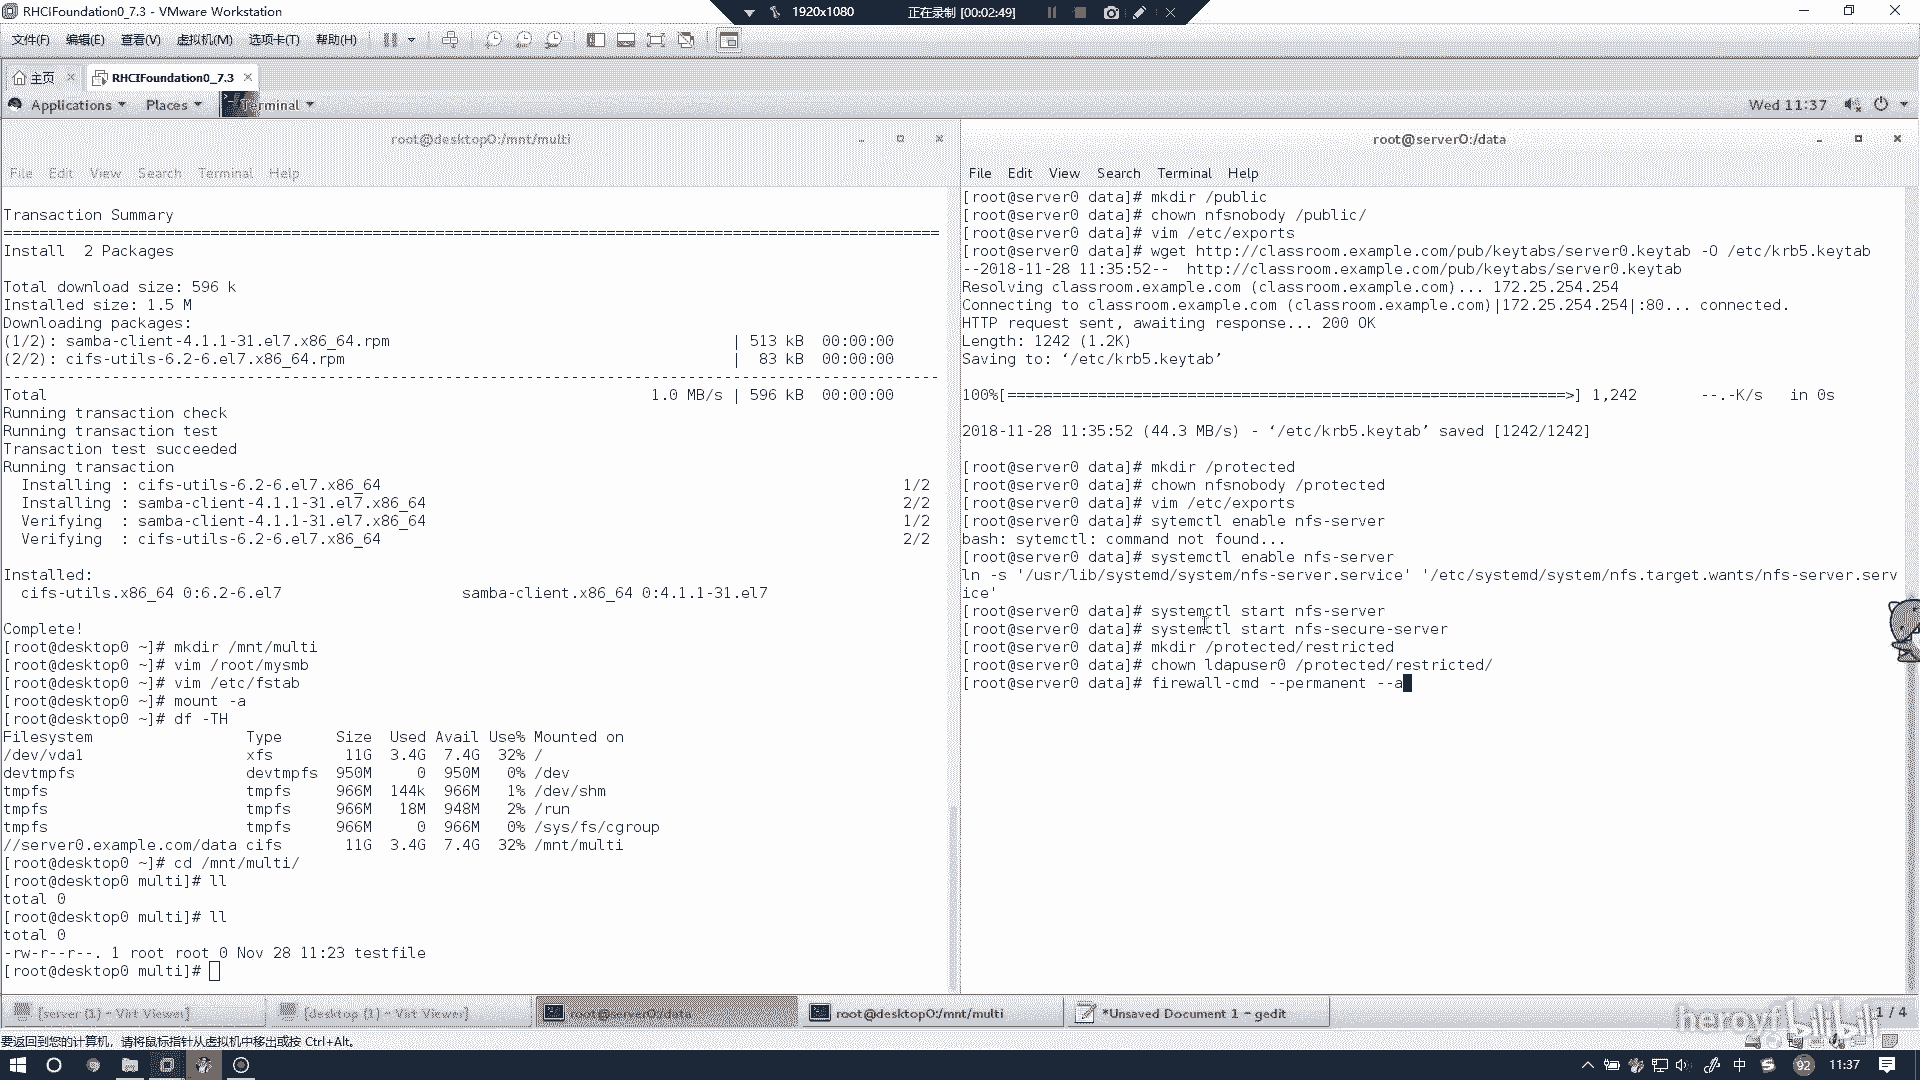 RHCIFoundation0_7.3 - VMware Workstation
1920x1080
正在录制 [00:02:49]
文件(F) 编辑(E) 查看(V) 虚拟机(M) 选项卡(T) 帮助(H)
主页
RHCIFoundation0_7.3
Applications Places Terminal
Wed 11:37
root@desktop0:/mnt/multi
File Edit View Search Terminal Help
Transaction Summary
================================================================================
Install  2 Packages
Total download size: 596 k
Installed size: 1.5 M
Downloading packages:
(1/2): samba-client-4.1.1-31.el7.x86_64.rpm | 513 kB  00:00:00
(2/2): cifs-utils-6.2-6.el7.x86_64.rpm |  83 kB  00:00:00
--------------------------------------------------------------------------------
Total 1.0 MB/s | 596 kB  00:00:00
Running transaction check
Running transaction test
Transaction test succeeded
Running transaction
  Installing : cifs-utils-6.2-6.el7.x86_64 1/2
  Installing : samba-client-4.1.1-31.el7.x86_64 2/2
  Verifying  : samba-client-4.1.1-31.el7.x86_64 1/2
  Verifying  : cifs-utils-6.2-6.el7.x86_64 2/2
Installed:
  cifs-utils.x86_64 0:6.2-6.el7 samba-client.x86_64 0:4.1.1-31.el7
Complete!
[root@desktop0 ~]# mkdir /mnt/multi
[root@desktop0 ~]# vim /root/mysmb
[root@desktop0 ~]# vim /etc/fstab
[root@desktop0 ~]# mount -a
[root@desktop0 ~]# df -TH
Filesystem Type Size Used Avail Use% Mounted on
/dev/vda1 xfs 11G 3.4G 7.4G 32% /
devtmpfs devtmpfs 950M 0 950M 0% /dev
tmpfs tmpfs 966M 144k 966M 1% /dev/shm
tmpfs tmpfs 966M 18M 948M 2% /run
tmpfs tmpfs 966M 0 966M 0% /sys/fs/cgroup
//server0.example.com/data cifs 11G 3.4G 7.4G 32% /mnt/multi
[root@desktop0 ~]# cd /mnt/multi/
[root@desktop0 multi]# ll
total 0
[root@desktop0 multi]# ll
total 0
-rw-r--r--. 1 root root 0 Nov 28 11:23 testfile
[root@desktop0 multi]#
root@server0:/data
File Edit View Search Terminal Help
[root@server0 data]# mkdir /public
[root@server0 data]# chown nfsnobody /public/
[root@server0 data]# vim /etc/exports
[root@server0 data]# wget http://classroom.example.com/pub/keytabs/server0.keytab -O /etc/krb5.keytab
--2018-11-28 11:35:52--  http://classroom.example.com/pub/keytabs/server0.keytab
Resolving classroom.example.com (classroom.example.com)... 172.25.254.254
Connecting to classroom.example.com (classroom.example.com)|172.25.254.254|:80... connected.
HTTP request sent, awaiting response... 200 OK
Length: 1242 (1.2K)
Saving to: ‘/etc/krb5.keytab’
100%[==============================================================>] 1,242 --.-K/s in 0s
2018-11-28 11:35:52 (44.3 MB/s) - ‘/etc/krb5.keytab’ saved [1242/1242]
[root@server0 data]# mkdir /protected
[root@server0 data]# chown nfsnobody /protected
[root@server0 data]# vim /etc/exports
[root@server0 data]# sytemctl enable nfs-server
bash: sytemctl: command not found...
[root@server0 data]# systemctl enable nfs-server
ln -s '/usr/lib/systemd/system/nfs-server.service' '/etc/systemd/system/nfs.target.wants/nfs-server.serv
ice'
[root@server0 data]# systemctl start nfs-server
[root@server0 data]# systemctl start nfs-secure-server
[root@server0 data]# mkdir /protected/restricted
[root@server0 data]# chown ldapuser0 /protected/restricted/
[root@server0 data]# firewall-cmd --permanent --a
[server (1) - Virt Viewer]
[desktop (1) - Virt Viewer]
root@server0:/data
root@desktop0:/mnt/multi
*Unsaved Document 1 - gedit
1 / 4
heroyf bilibili
要返回到您的计算机，请将鼠标指针从虚拟机中移出或按 Ctrl+Alt。
中
92
11:37